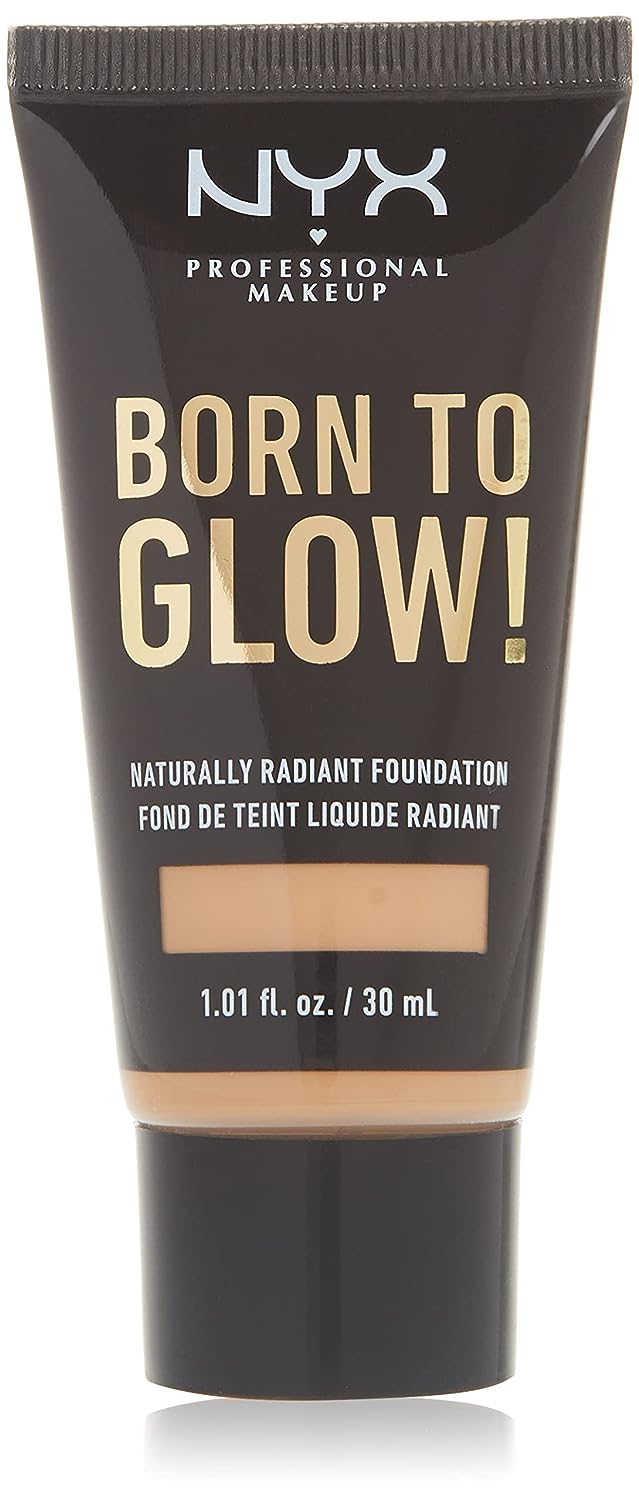 NYX
PROFESSIONAL
MAKEUP
BORN TO
GLOW!
NATURALLY RADIANT FOUNDATION
FOND DE TEINT LIQUIDE RADIANT
1.01 fl. oz. / 30 mL